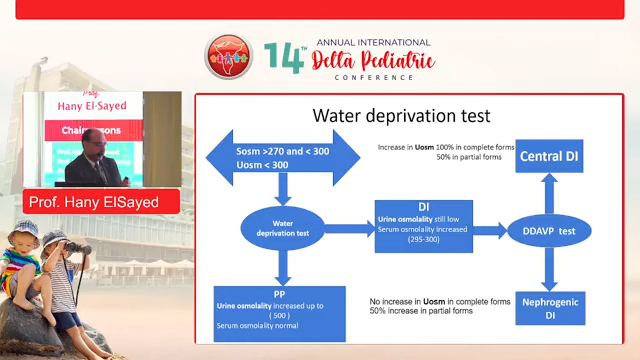 14TH
ANNUAL INTERNATIONAL
Delta Pediatric
CONFERENCE
Prof.
Hany El-Sayed
Chairpersons
Prof. Hany ElSayed
Water deprivation test
Sosm >270 and < 300
Uosm < 300
Increase in Uosm 100% in complete forms
50% in partial forms
Central DI
Water
deprivation test
DI
Urine osmolality still low
Serum osmolality increased
(295-300)
DDAVP test
PP
Urine osmolality increased up to
( 500 )
Serum osmolality normal
No increase in Uosm in complete forms
50% increase in partial forms
Nephrogenic
DI